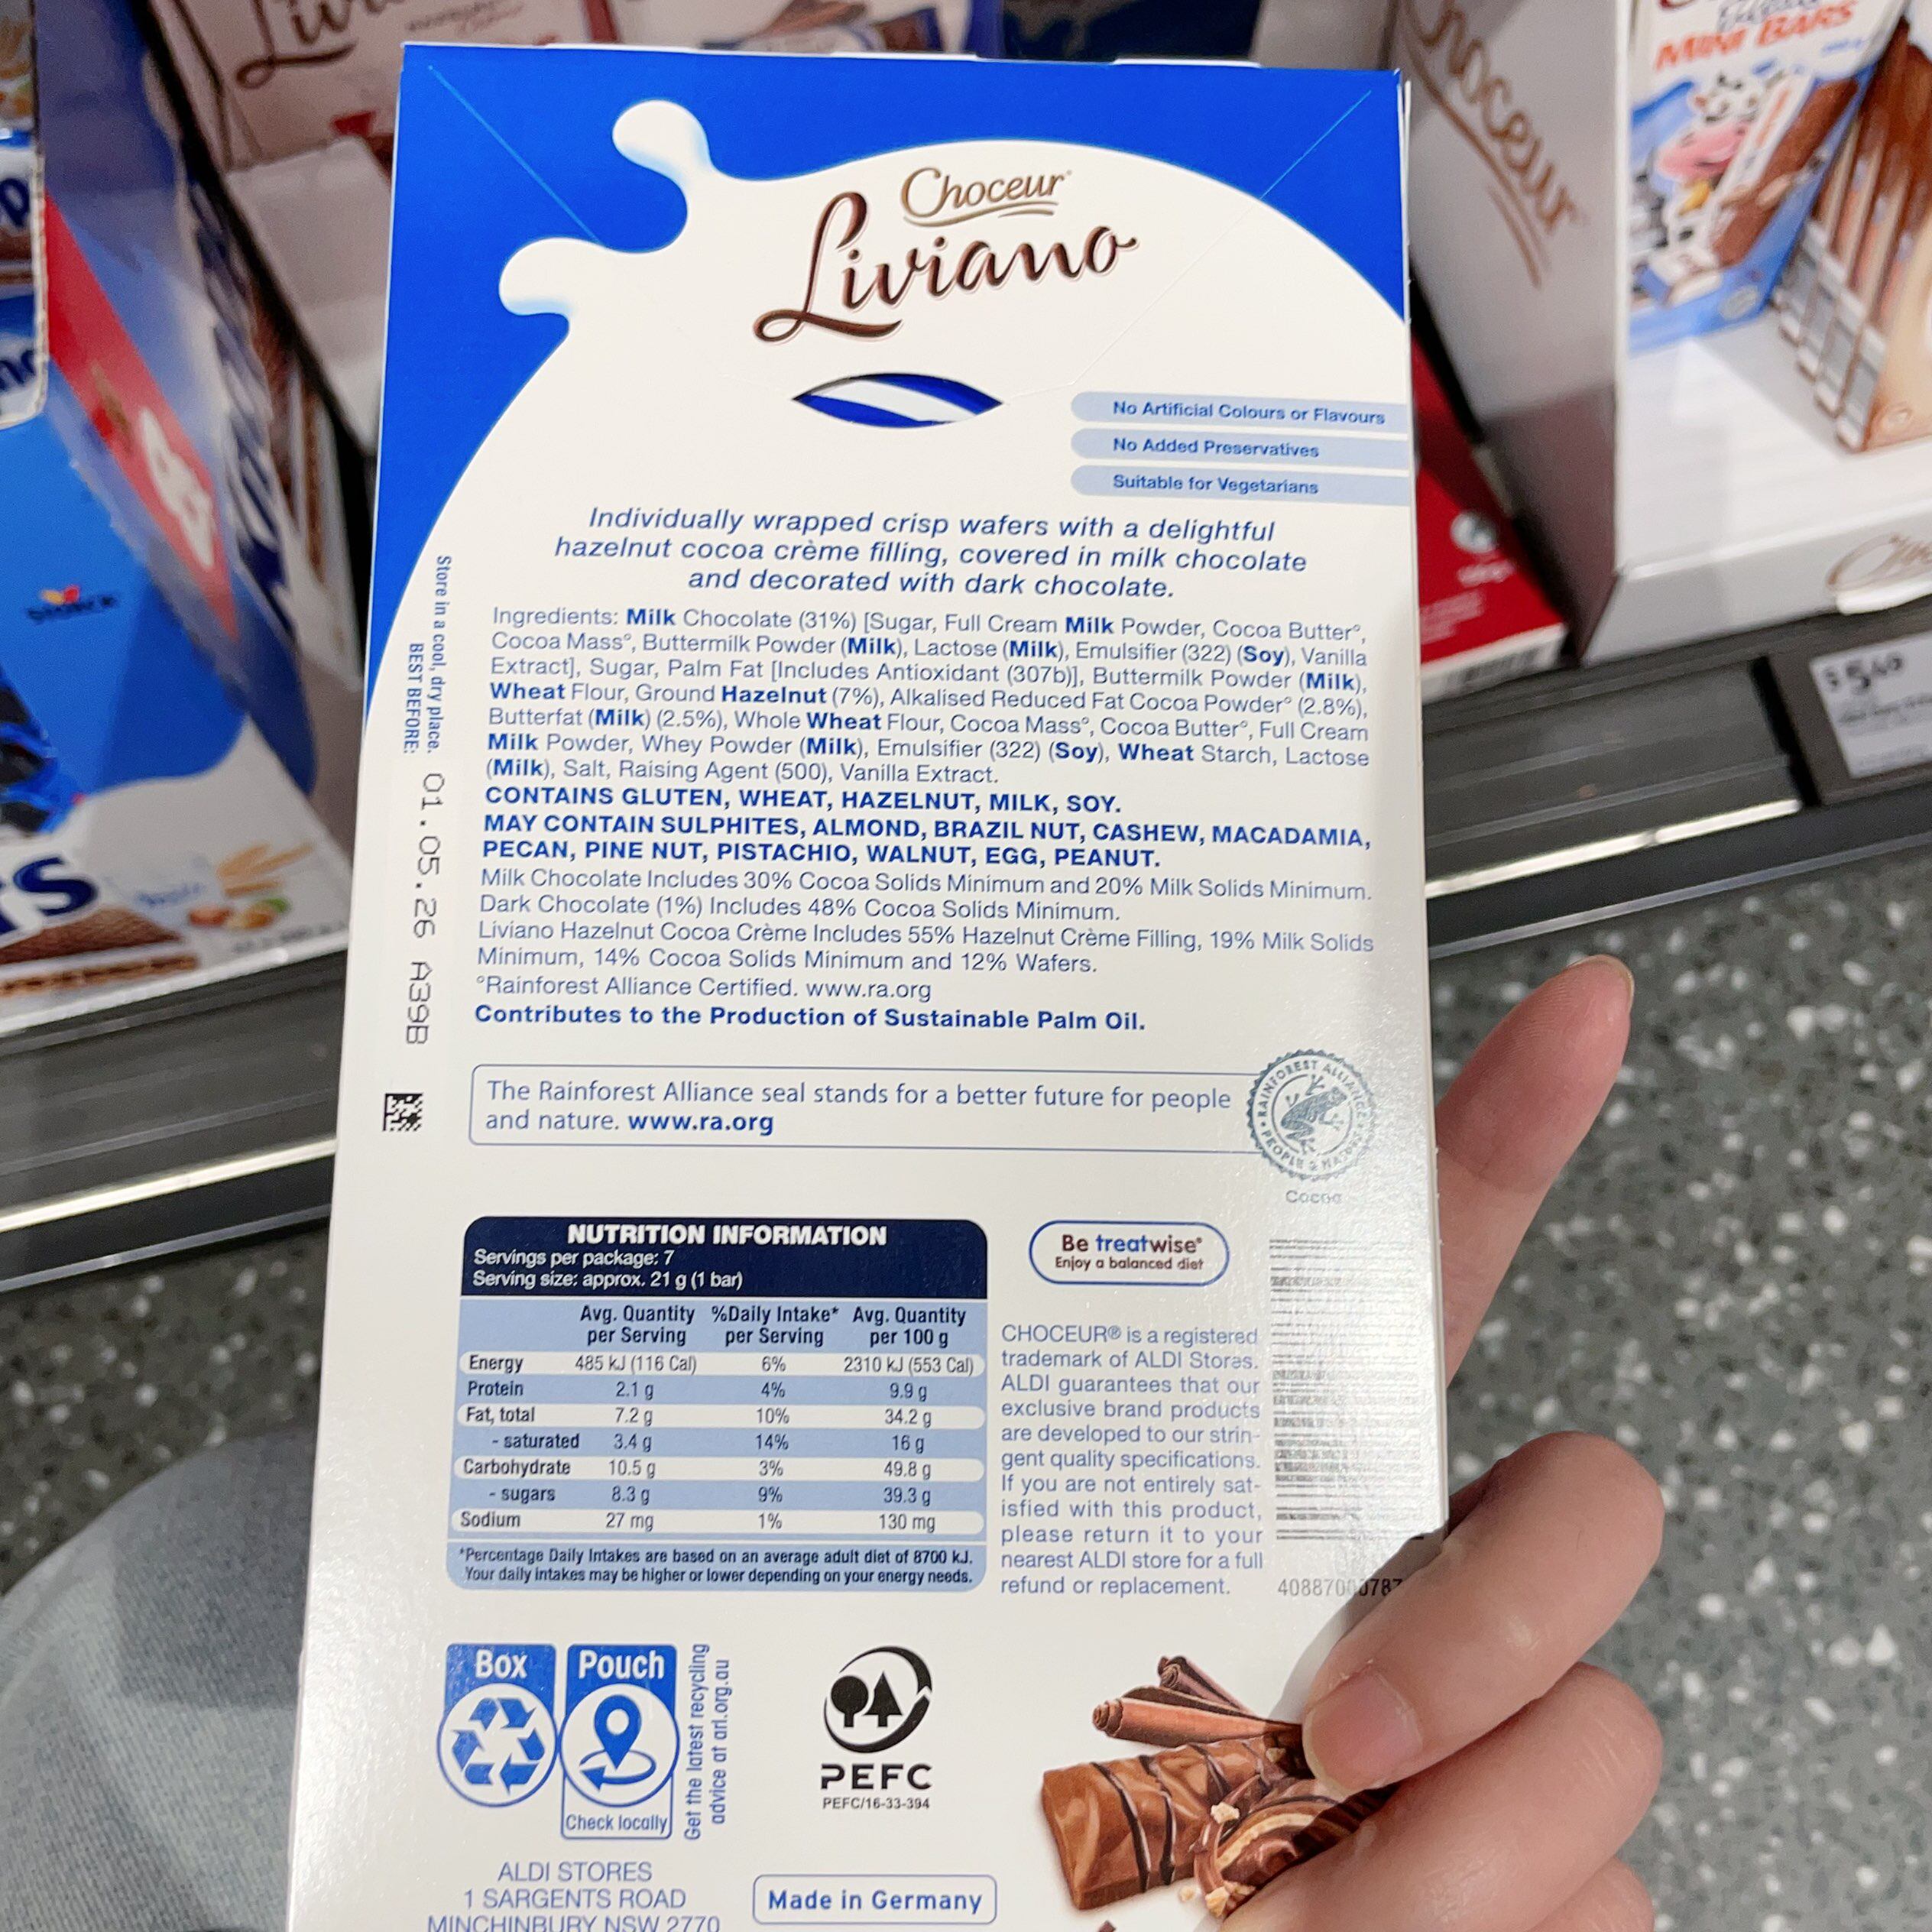 Choceur
Liviano
No Artificial Colours or Flavours
No Added Preservatives
Suitable for Vegetarians
Individually wrapped crisp wafers with a delightful
hazelnut cocoa crème filling, covered in milk chocolate
and decorated with dark chocolate.
Ingredients: Milk Chocolate (31%) [Sugar, Full Cream Milk Powder, Cocoa Butter°,
Cocoa Mass°, Buttermilk Powder (Milk), Lactose (Milk), Emulsifier (322) (Soy), Vanilla
Extract], Sugar, Palm Fat [Includes Antioxidant (307b)], Buttermilk Powder (Milk),
Wheat Flour, Ground Hazelnut (7%), Alkalised Reduced Fat Cocoa Powder° (2.8%),
Butterfat (Milk) (2.5%), Whole Wheat Flour, Cocoa Mass°, Cocoa Butter°, Full Cream
Milk Powder, Whey Powder (Milk), Emulsifier (322) (Soy), Wheat Starch, Lactose
(Milk), Salt, Raising Agent (500), Vanilla Extract.
CONTAINS GLUTEN, WHEAT, HAZELNUT, MILK, SOY.
MAY CONTAIN SULPHITES, ALMOND, BRAZIL NUT, CASHEW, MACADAMIA,
PECAN, PINE NUT, PISTACHIO, WALNUT, EGG, PEANUT.
Milk Chocolate Includes 30% Cocoa Solids Minimum and 20% Milk Solids Minimum.
Dark Chocolate (1%) Includes 48% Cocoa Solids Minimum.
Liviano Hazelnut Cocoa Crème Includes 55% Hazelnut Crème Filling, 19% Milk Solids
Minimum, 14% Cocoa Solids Minimum and 12% Wafers.
°Rainforest Alliance Certified. www.ra.org
Contributes to the Production of Sustainable Palm Oil.
Store in a cool, dry place.
BEST BEFORE:
01.05.26 A39B
The Rainforest Alliance seal stands for a better future for people
and nature. www.ra.org
RAINFOREST ALLIANCE
PEOPLE & NATURE
Cocoa
NUTRITION INFORMATION
Servings per package: 7
Serving size: approx. 21 g (1 bar)
Avg. Quantity %Daily Intake* Avg. Quantity
per Serving per Serving per 100 g
Energy 485 kJ (116 Cal) 6% 2310 kJ (553 Cal)
Protein 2.1 g 4% 9.9 g
Fat, total 7.2 g 10% 34.2 g
- saturated 3.4 g 14% 16 g
Carbohydrate 10.5 g 3% 49.8 g
- sugars 8.3 g 9% 39.3 g
Sodium 27 mg 1% 130 mg
*Percentage Daily Intakes are based on an average adult diet of 8700 kJ.
Your daily intakes may be higher or lower depending on your energy needs.
Be treatwise®
Enjoy a balanced diet
CHOCEUR® is a registered
trademark of ALDI Stores.
ALDI guarantees that our
exclusive brand products
are developed to our strin-
gent quality specifications.
If you are not entirely sat-
isfied with this product,
please return it to your
nearest ALDI store for a full
refund or replacement.
Box
Pouch
Check locally
Get the latest recycling
advice at arl.org.au
PEFC
PEFC/16-33-394
ALDI STORES
1 SARGENTS ROAD
MINCHINBURY NSW 2770
Made in Germany
Choceur
MINI BARS